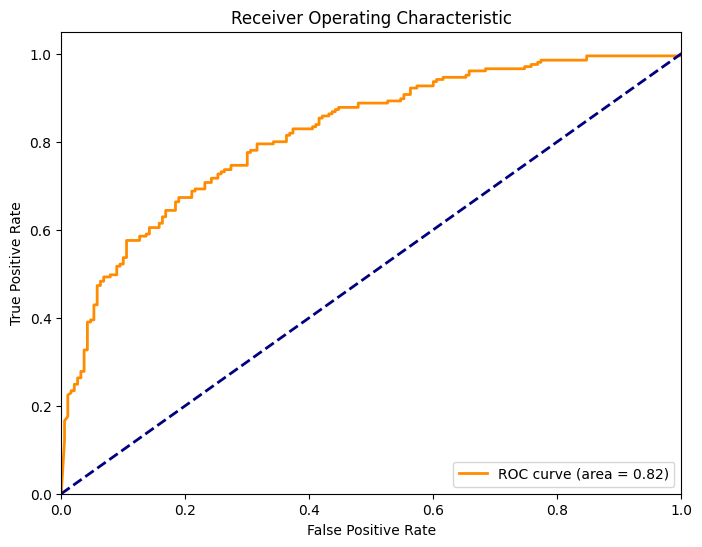 Receiver Operating Characteristic
True Positive Rate
1.0
0.8
0.6
0.4
0.2
0.0
ROC curve (area = 0.82)
0.0 0.2 0.4 0.6 0.8 1.0
False Positive Rate